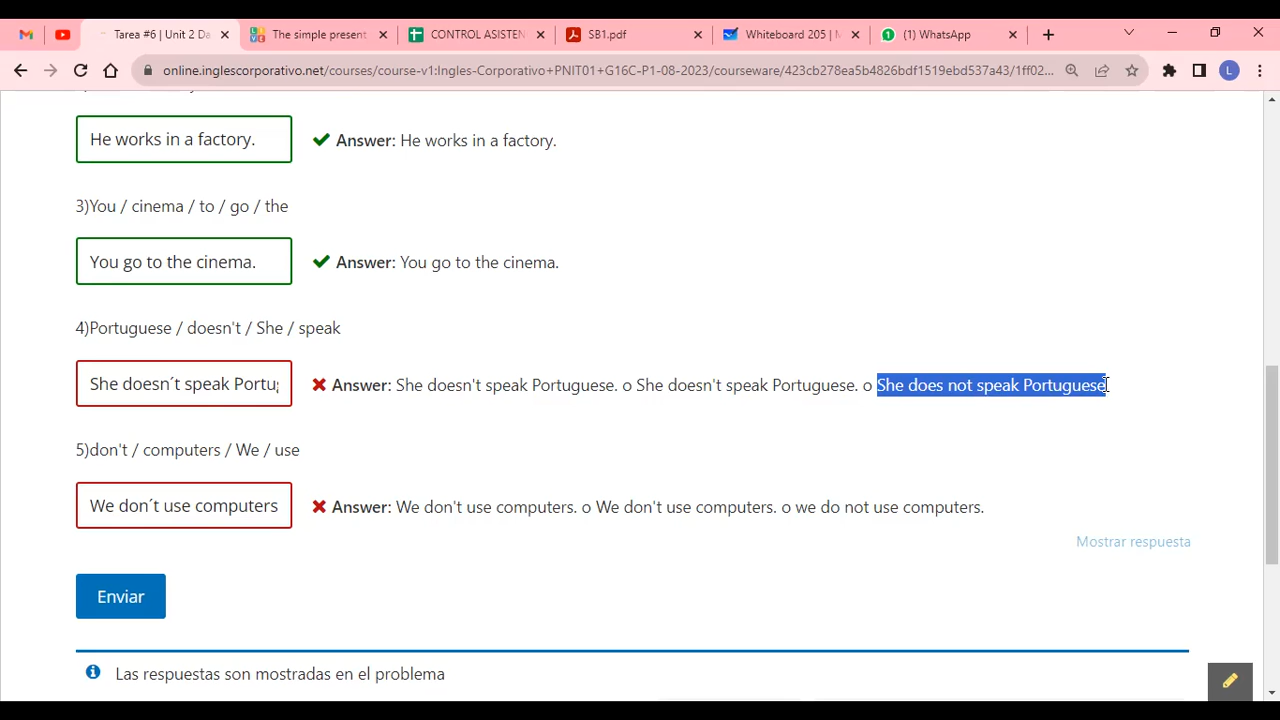 Tarea #6 | Unit 2 Da
The simple present
CONTROL ASISTEN
SB1.pdf
Whiteboard 205 | M
(1) WhatsApp
online.inglescorporativo.net/courses/course-v1:Ingles-Corporativo+PNIT01+G16C-P1-08-2023/courseware/423cb278ea5b4826bdf1519ebd537a43/1ff02...
L
He works in a factory.
Answer: He works in a factory.
3)You / cinema / to / go / the
You go to the cinema.
Answer: You go to the cinema.
4)Portuguese / doesn't / She / speak
She doesn´t speak Portug
Answer: She doesn't speak Portuguese. o She doesn't speak Portuguese. o She does not speak Portuguese
5)don't / computers / We / use
We don´t use computers
Answer: We don't use computers. o We don't use computers. o we do not use computers.
Mostrar respuesta
Enviar
Las respuestas son mostradas en el problema